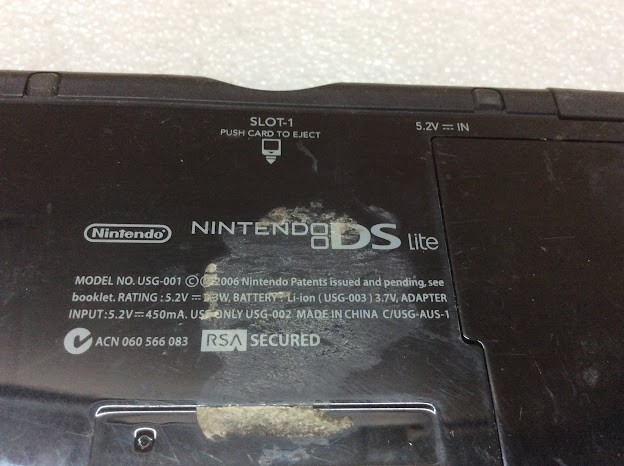 SLOT-1
PUSH CARD TO EJECT
5.2V⎓IN
Nintendo®
NINTENDO DS Lite
MODEL NO. USG-001 ©Ⓟ2006 Nintendo Patents issued and pending, see
booklet. RATING : 5.2V⎓ W, BATTERY : Li-ion ( USG-003 ) 3.7V, ADAPTER
INPUT:5.2V⎓450mA. USE ONLY USG-002 MADE IN CHINA C/USG-AUS-1
ACN 060 566 083 RSA SECURED